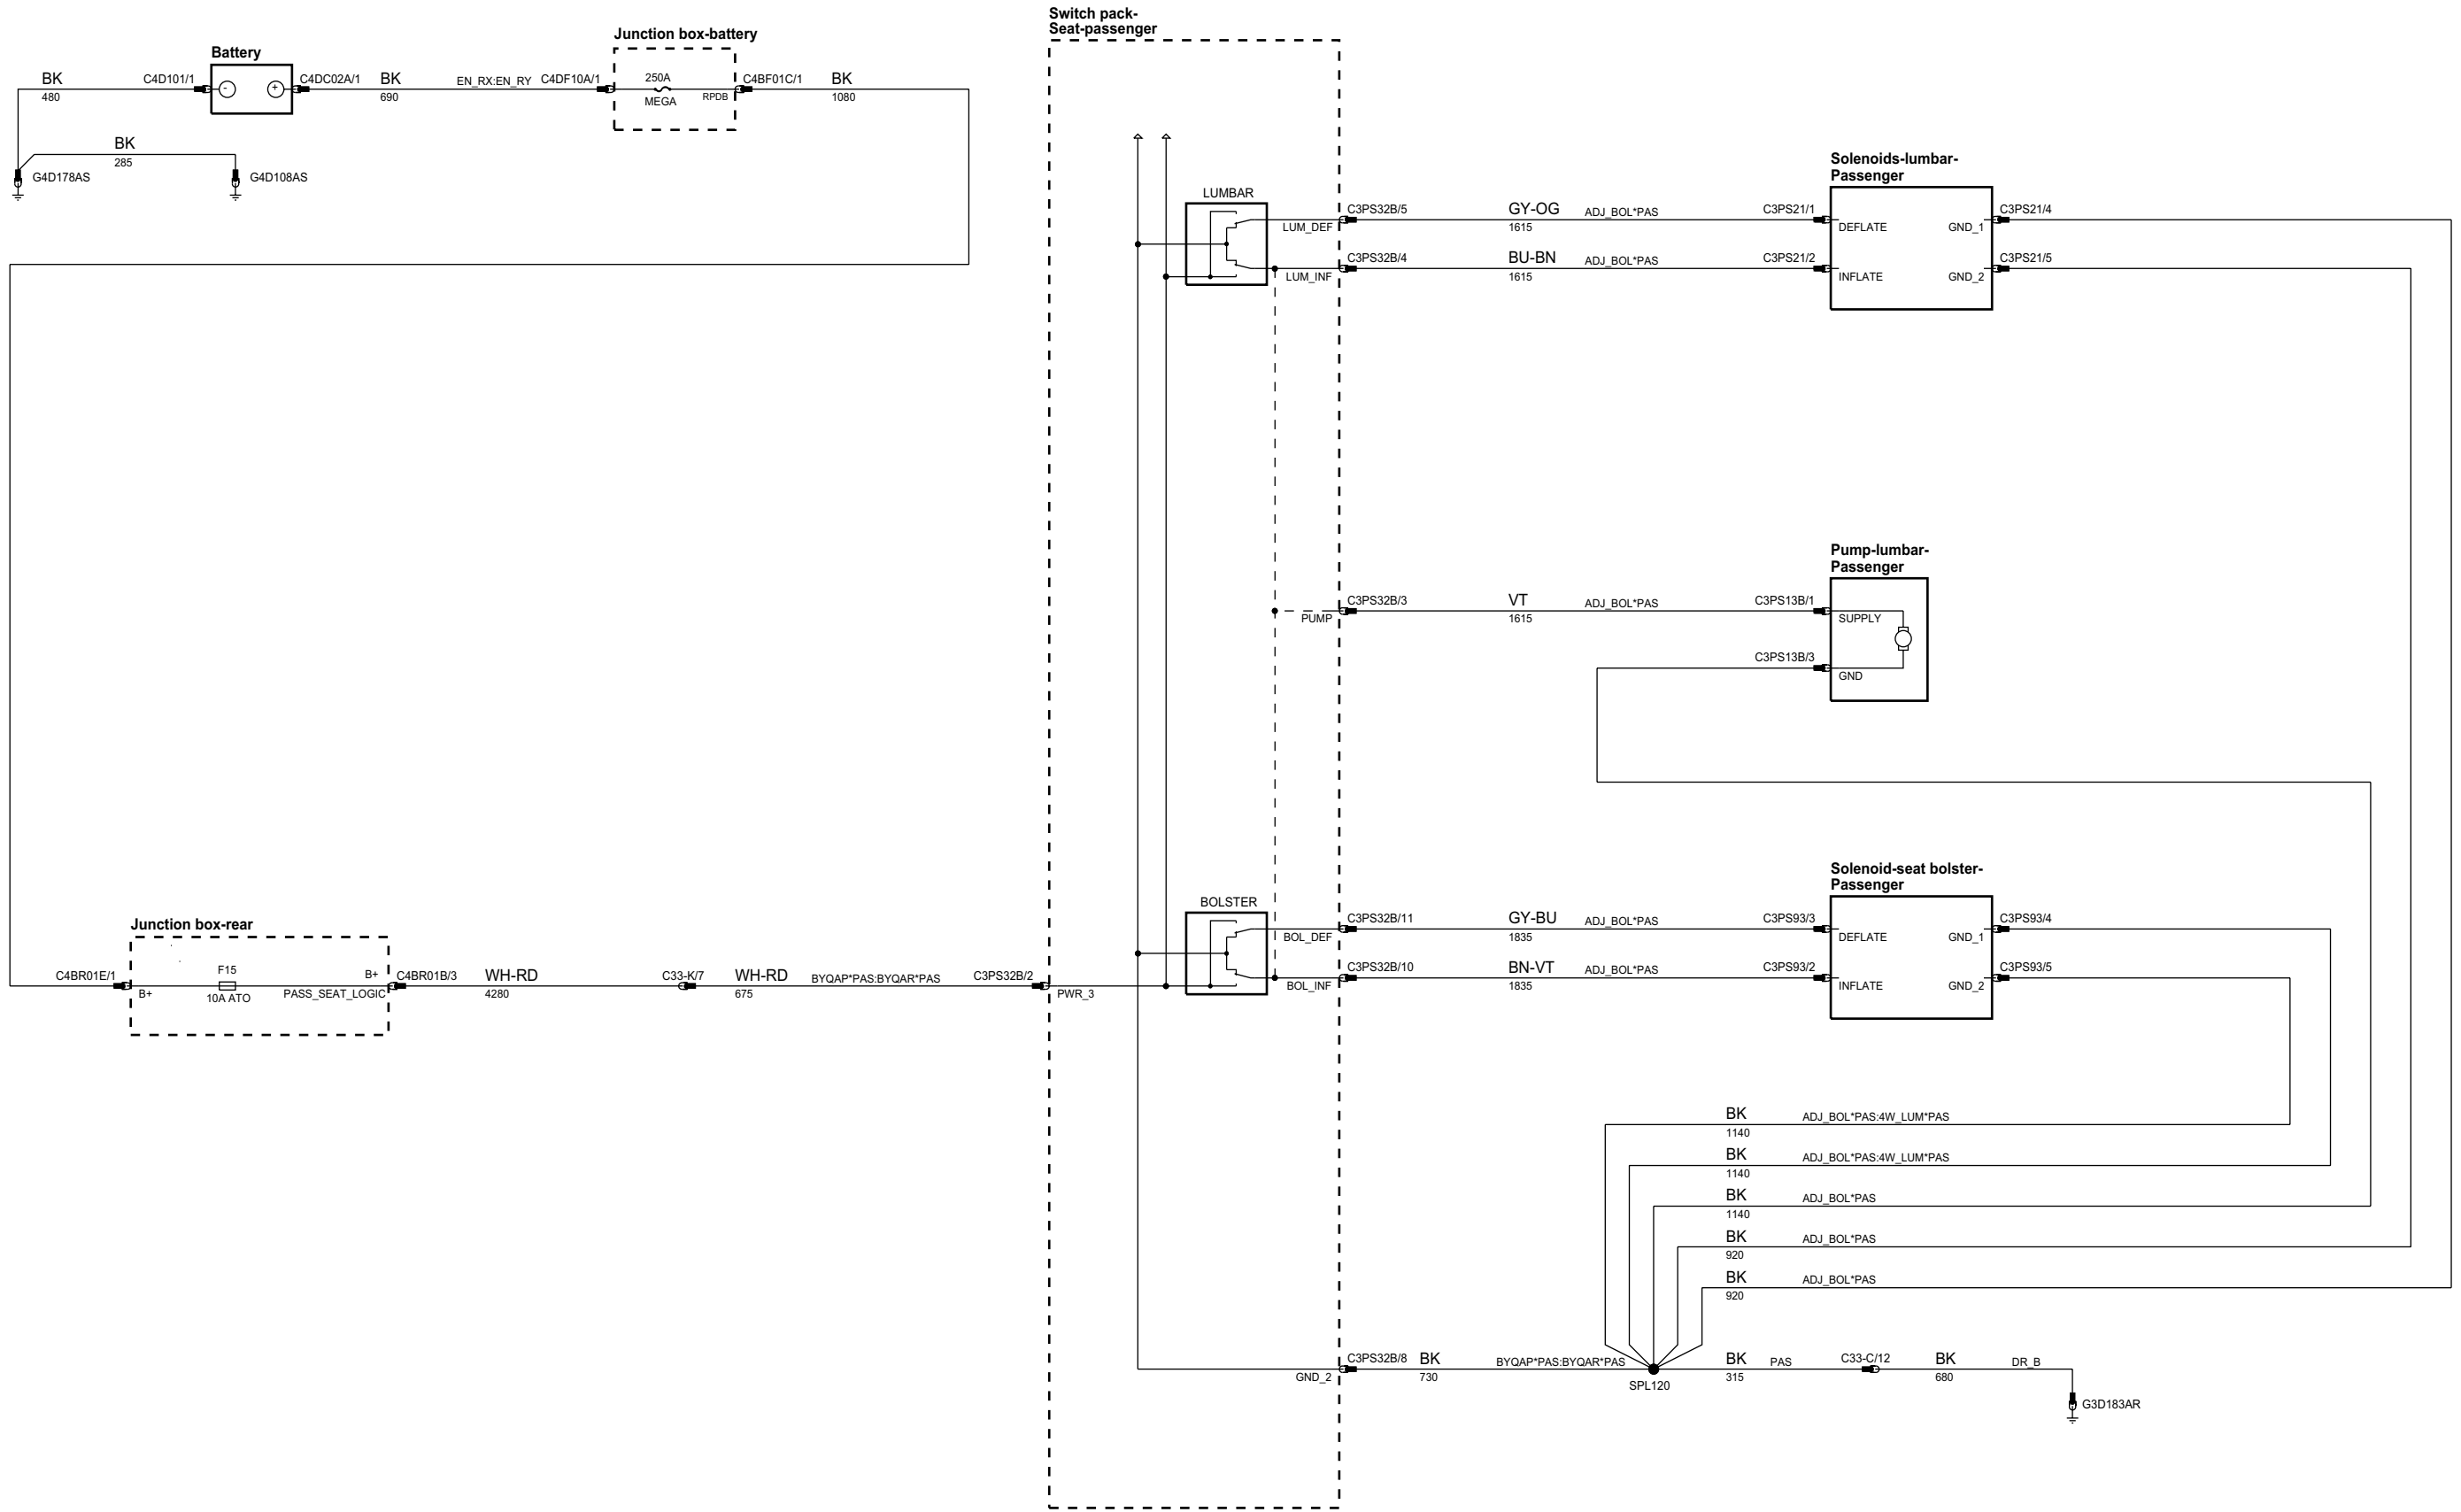 Switch pack-
Seat-passenger
Junction box-battery
Battery
BK
480
C4D101/1
-
+
C4DC02A/1
BK
690
EN_RX:EN_RY
C4DF10A/1
250A
MEGA
RPDB
C4BF01C/1
BK
1080
BK
285
G4D178AS
G4D108AS
Solenoids-lumbar-
Passenger
LUMBAR
LUM_DEF
C3PS32B/5
GY-OG
1615
ADJ_BOL*PAS
C3PS21/1
DEFLATE
GND_1
C3PS21/4
LUM_INF
C3PS32B/4
BU-BN
1615
ADJ_BOL*PAS
C3PS21/2
INFLATE
GND_2
C3PS21/5
Pump-lumbar-
Passenger
PUMP
C3PS32B/3
VT
1615
ADJ_BOL*PAS
C3PS13B/1
SUPPLY
C3PS13B/3
GND
Solenoid-seat bolster-
Passenger
BOLSTER
BOL_DEF
C3PS32B/11
GY-BU
1835
ADJ_BOL*PAS
C3PS93/3
DEFLATE
GND_1
C3PS93/4
Junction box-rear
C4BR01E/1
B+
F15
10A ATO
B+
PASS_SEAT_LOGIC
C4BR01B/3
WH-RD
4280
C33-K/7
WH-RD
675
BYQAP*PAS:BYQAR*PAS
C3PS32B/2
PWR_3
BOL_INF
C3PS32B/10
BN-VT
1835
ADJ_BOL*PAS
C3PS93/2
INFLATE
GND_2
C3PS93/5
BK
1140
ADJ_BOL*PAS:4W_LUM*PAS
BK
1140
ADJ_BOL*PAS:4W_LUM*PAS
BK
1140
ADJ_BOL*PAS
BK
920
ADJ_BOL*PAS
BK
920
ADJ_BOL*PAS
GND_2
C3PS32B/8
BK
730
BYQAP*PAS:BYQAR*PAS
SPL120
BK
315
PAS
C33-C/12
BK
680
DR_B
G3D183AR